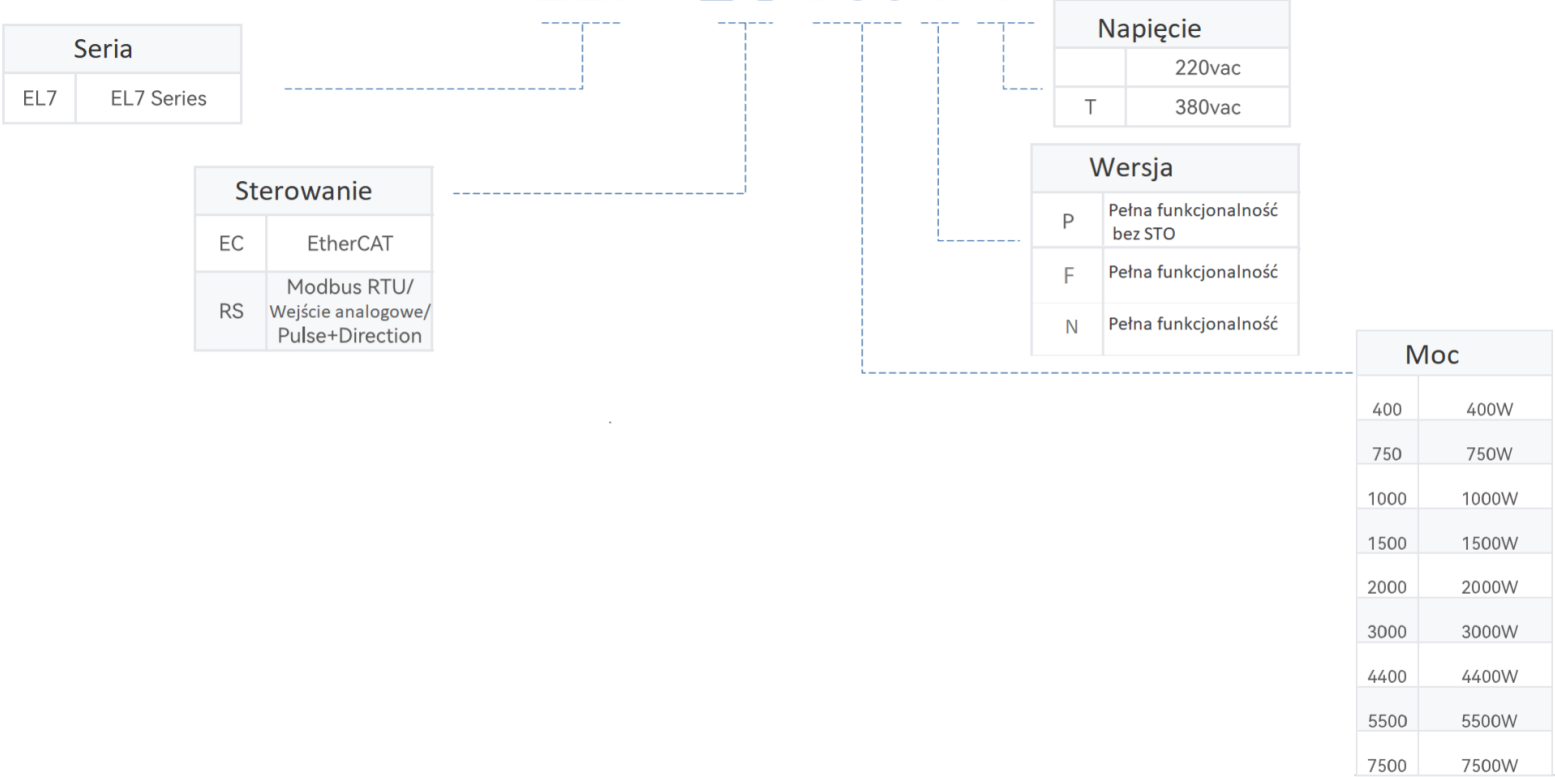 Seria
EL7 EL7 Series
Sterowanie
EC EtherCAT
RS Modbus RTU/
Wejście analogowe/
Pulse+Direction
Napięcie
220vac
T 380vac
Wersja
P Pełna funkcjonalność
bez STO
F Pełna funkcjonalność
N Pełna funkcjonalność
Moc
400 400W
750 750W
1000 1000W
1500 1500W
2000 2000W
3000 3000W
4400 4400W
5500 5500W
7500 7500W